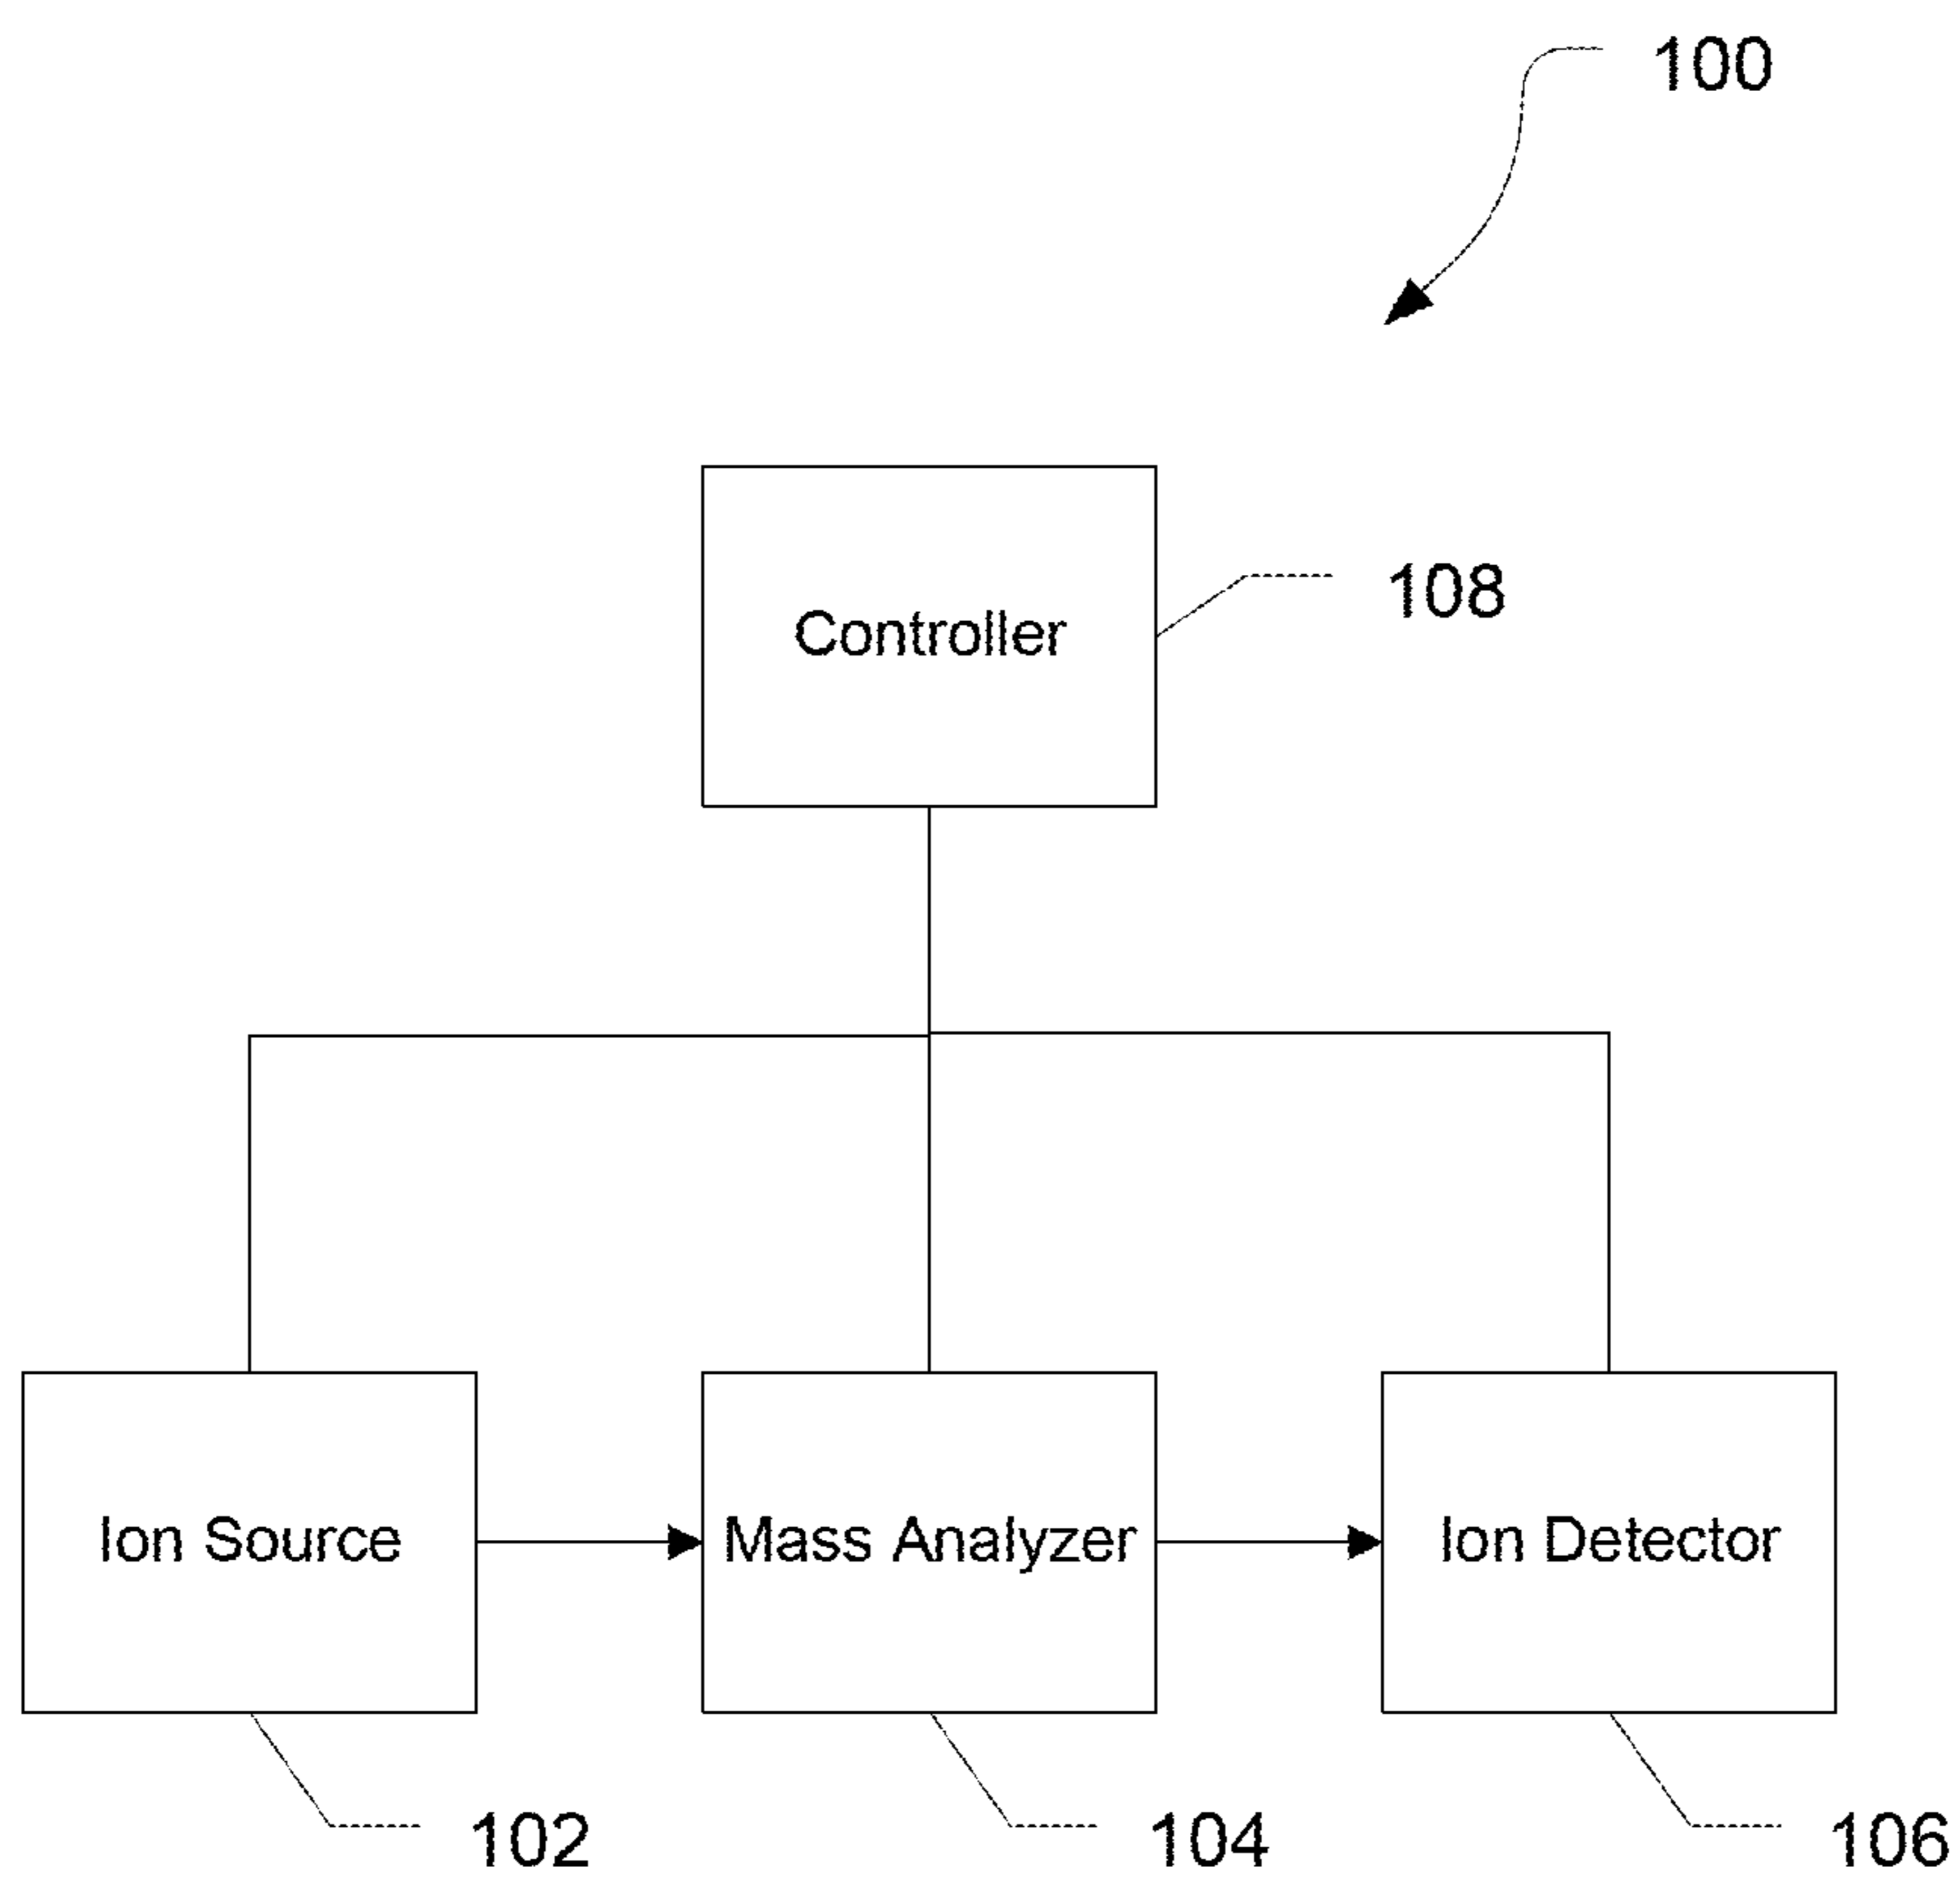 100
108
Controller
Ion Source
Mass Analyzer
Ion Detector
102
104
106